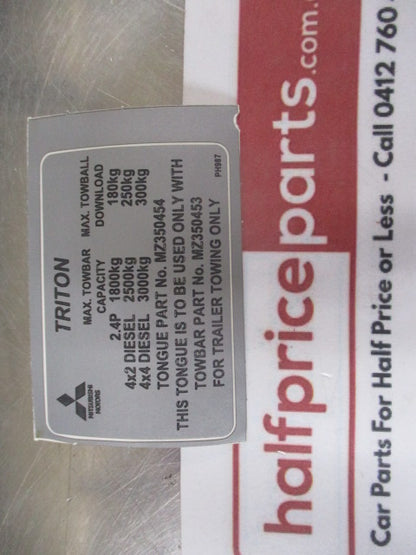 MITSUBISHI
MOTORS
TRITON
MAX. TOWBAR MAX. TOWBALL
CAPACITY DOWNLOAD
2.4P 1800kg 180kg
4x2 DIESEL 2500kg 250kg
4x4 DIESEL 3000kg 300kg
TONGUE PART No. MZ350454
THIS TONGUE IS TO BE USED ONLY WITH
TOWBAR PART No. MZ350453
FOR TRAILER TOWING ONLY
PH987
halfpriceparts.com.
Car Parts For Half Price or Less - Call 0412 760